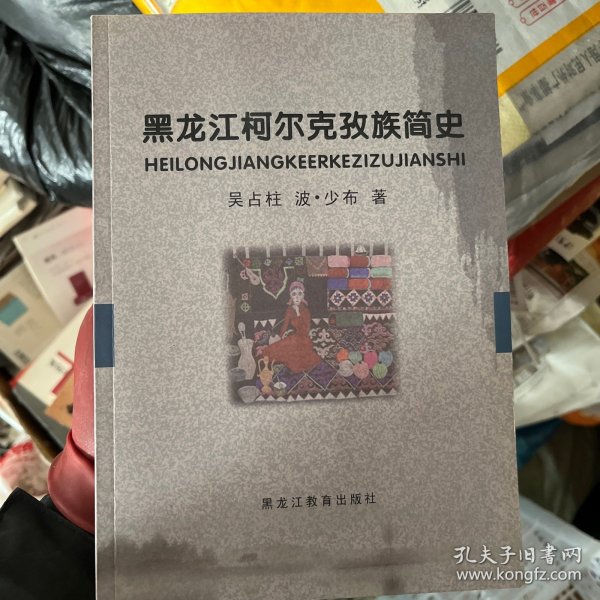 黑龙江柯尔克孜族简史
HEILONGJIANGKEERKEZIZUJIANSHI
吴占柱 波·少布 著
黑龙江教育出版社
孔夫子旧书网
www.kongfz.com